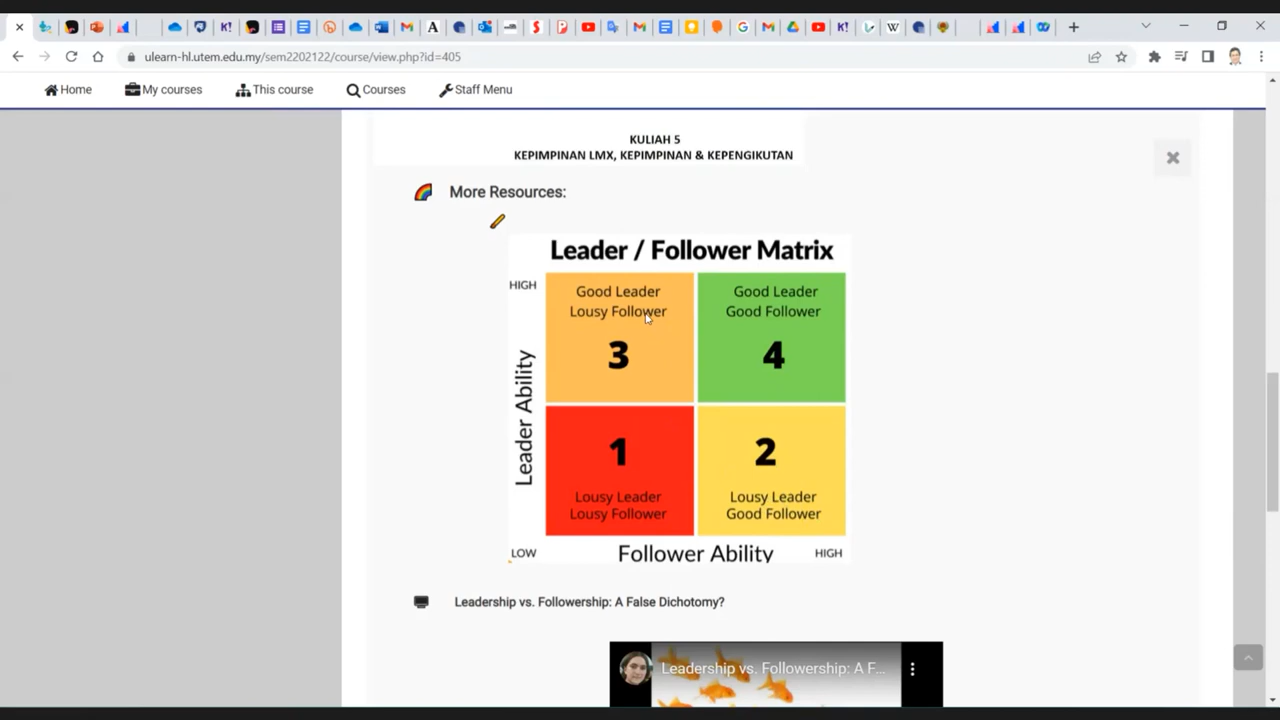 ulearn-hl.utem.edu.my/sem2202122/course/view.php?id=405
Home My courses This course Courses Staff Menu
KULIAH 5
KEPIMPINAN LMX, KEPIMPINAN & KEPENGIKUTAN
More Resources:
Leader / Follower Matrix
HIGH
Good Leader
Lousy Follower
3
Good Leader
Good Follower
4
Leader Ability
1
Lousy Leader
Lousy Follower
2
Lousy Leader
Good Follower
LOW
Follower Ability
HIGH
Leadership vs. Followership: A False Dichotomy?
Leadership vs. Followership: A F...